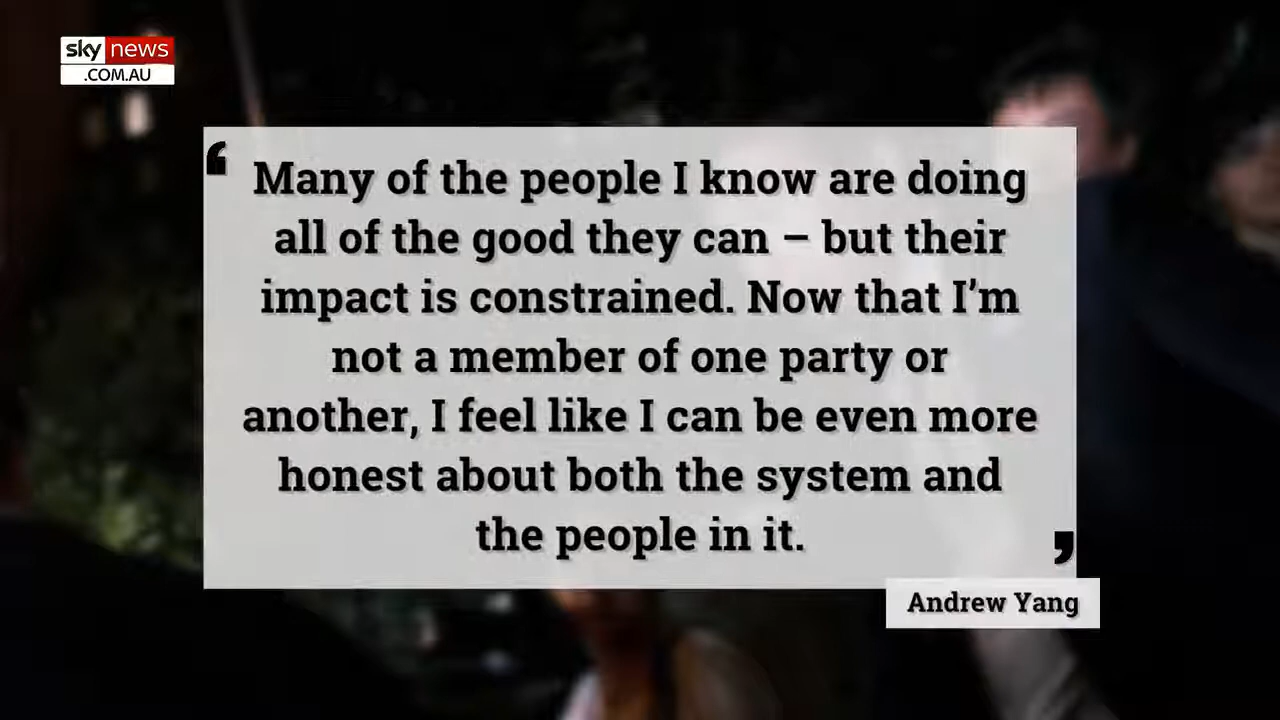 sky news
.COM.AU
‘ Many of the people I know are doing
all of the good they can – but their
impact is constrained. Now that I’m
not a member of one party or
another, I feel like I can be even more
honest about both the system and
the people in it. ’
Andrew Yang